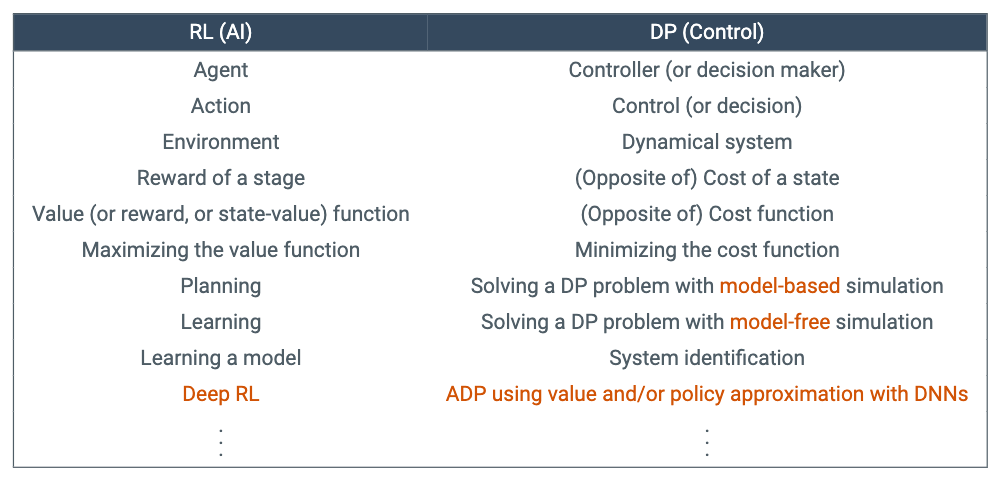 RL (AI) DP (Control)
Agent Controller (or decision maker)
Action Control (or decision)
Environment Dynamical system
Reward of a stage (Opposite of) Cost of a state
Value (or reward, or state-value) function (Opposite of) Cost function
Maximizing the value function Minimizing the cost function
Planning Solving a DP problem with model-based simulation
Learning Solving a DP problem with model-free simulation
Learning a model System identification
Deep RL ADP using value and/or policy approximation with DNNs
⋮ ⋮